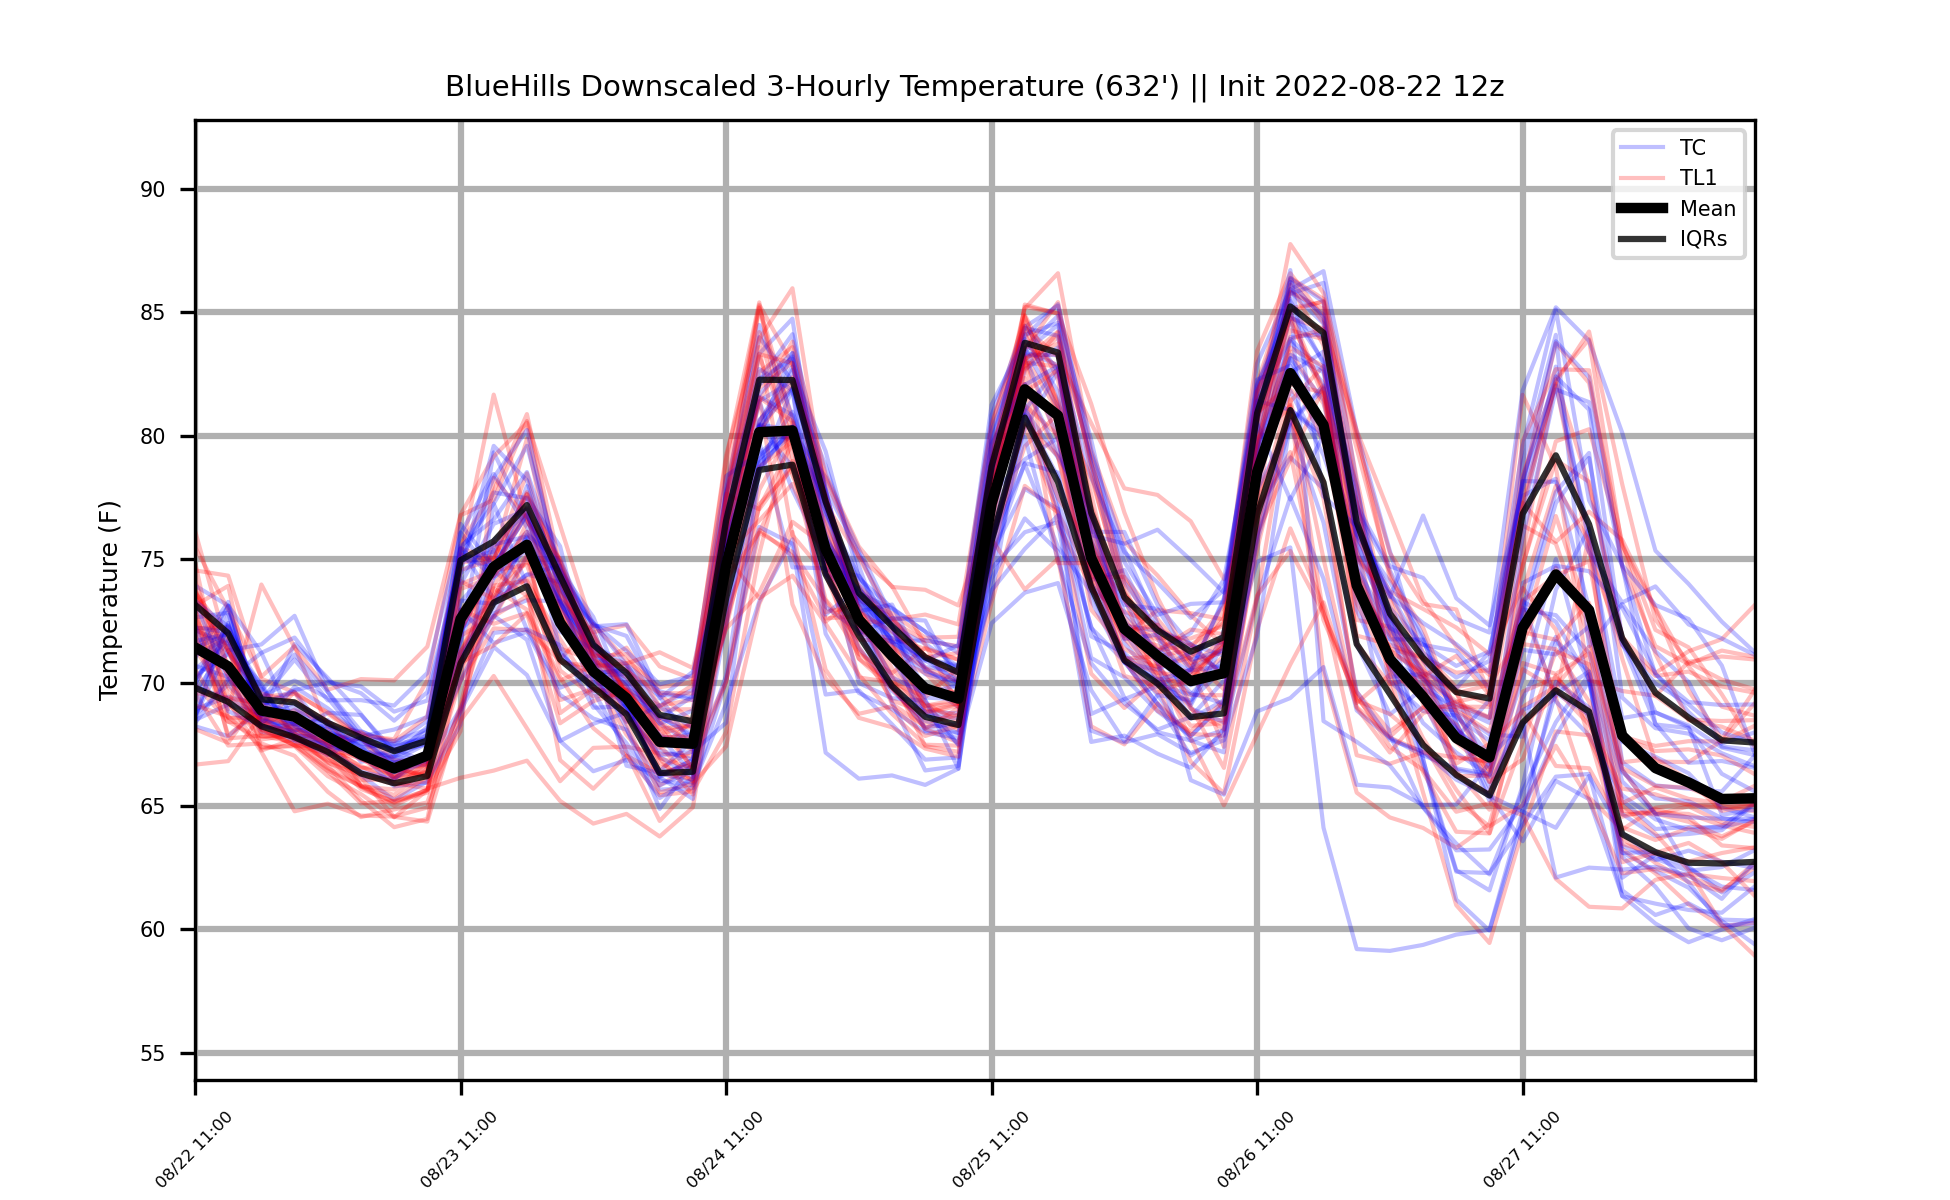 BlueHills Downscaled 3-Hourly Temperature (632') || Init 2022-08-22 12z
TC
TL1
Mean
IQRs
Temperature (F)
90
85
80
75
70
65
60
55
08/22 11:00
08/23 11:00
08/24 11:00
08/25 11:00
08/26 11:00
08/27 11:00